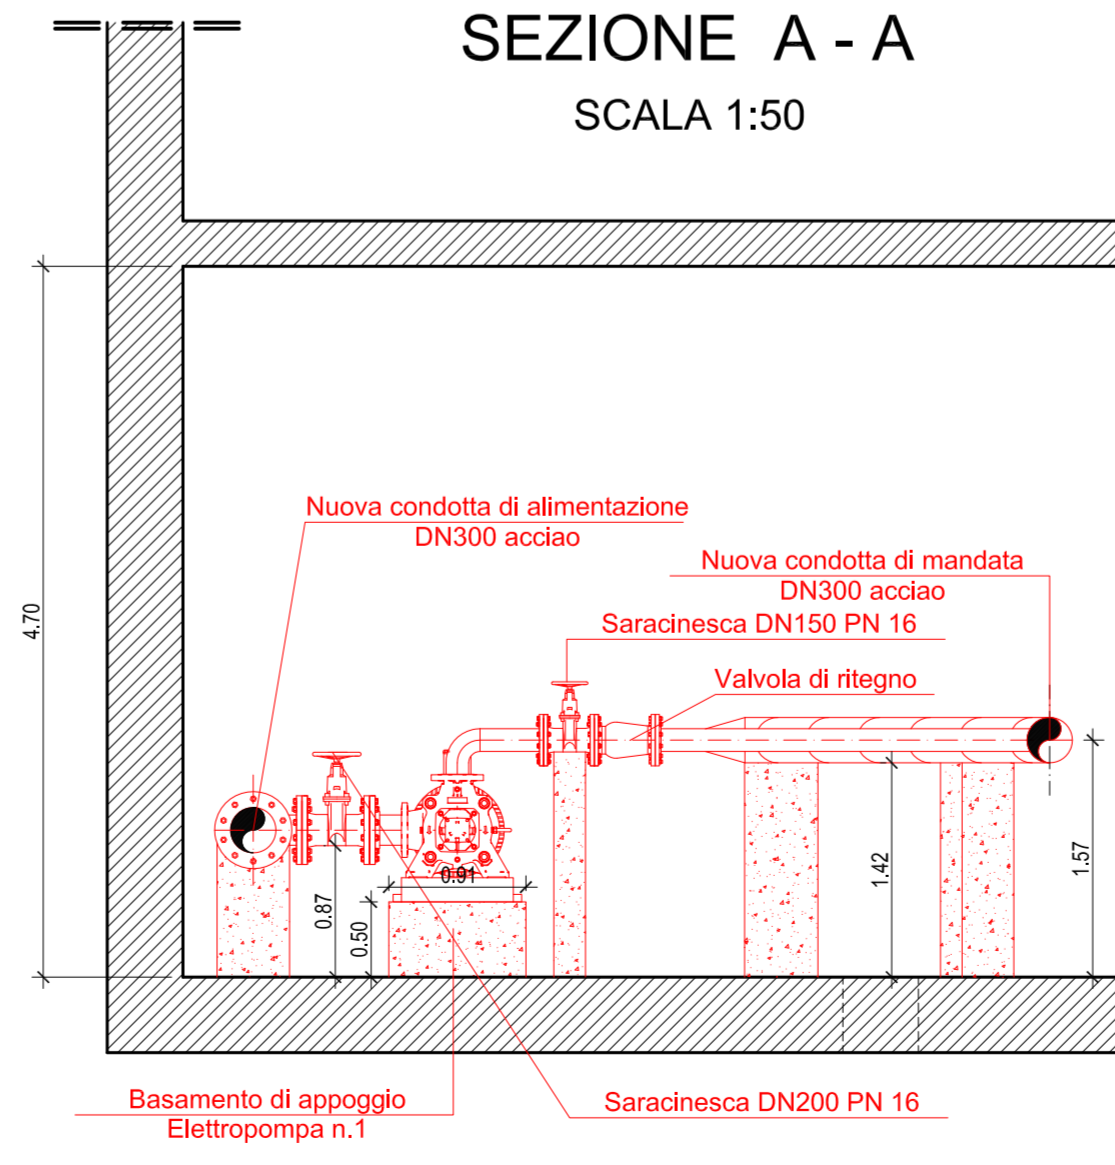 SEZIONE A - A
SCALA 1:50
Nuova condotta di alimentazione
DN300 acciao
Nuova condotta di mandata
DN300 acciao
Saracinesca DN150 PN 16
Valvola di ritegno
4.70
0.91
0.87
0.50
1.42
1.57
Basamento di appoggio
Elettropompa n.1
Saracinesca DN200 PN 16